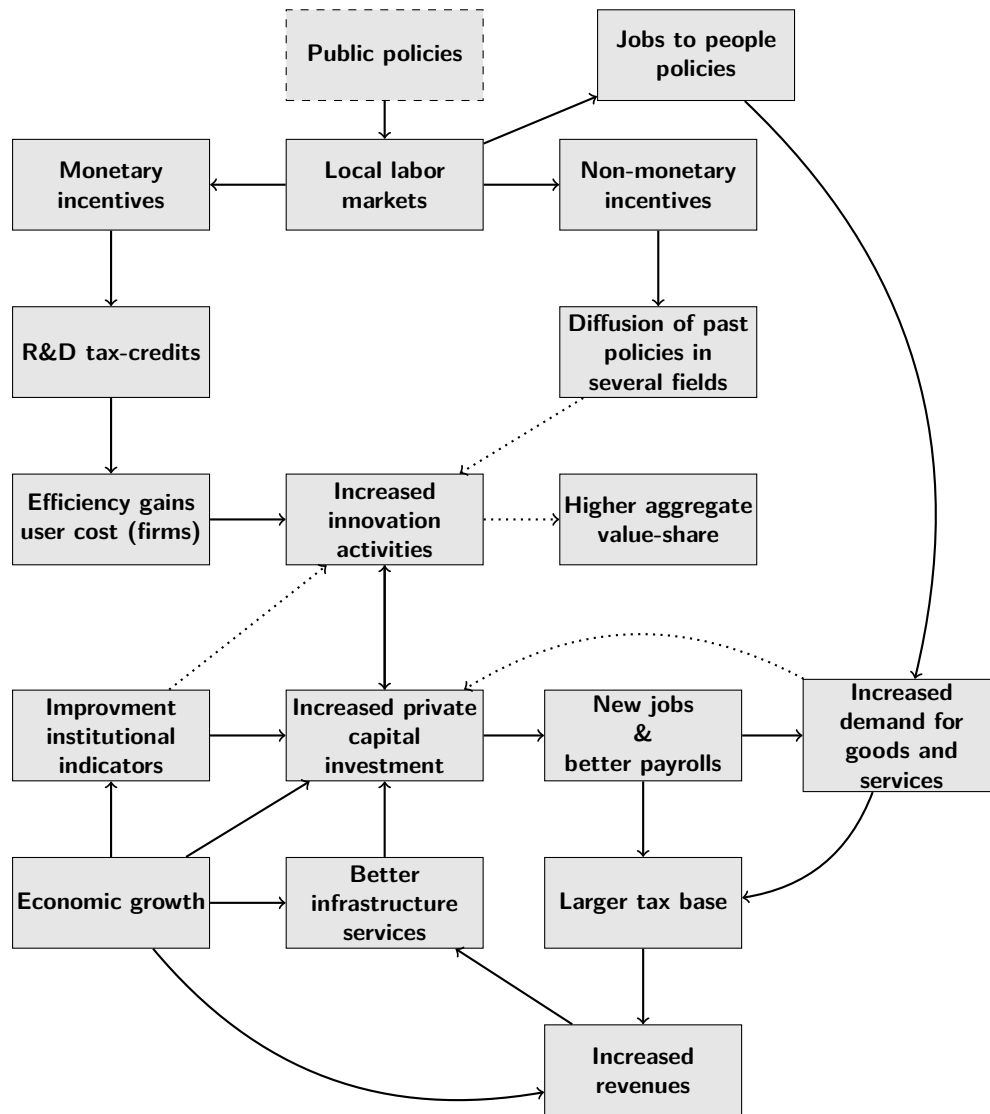 Public policies
Jobs to people
policies
Monetary
incentives
Local labor
markets
Non-monetary
incentives
R&D tax-credits
Diffusion of past
policies in
several fields
Efficiency gains
user cost (firms)
Increased
innovation
activities
Higher aggregate
value-share
Improvment
institutional
indicators
Increased private
capital
investment
New jobs
&
better payrolls
Increased
demand for
goods and
services
Economic growth
Better
infrastructure
services
Larger tax base
Increased
revenues